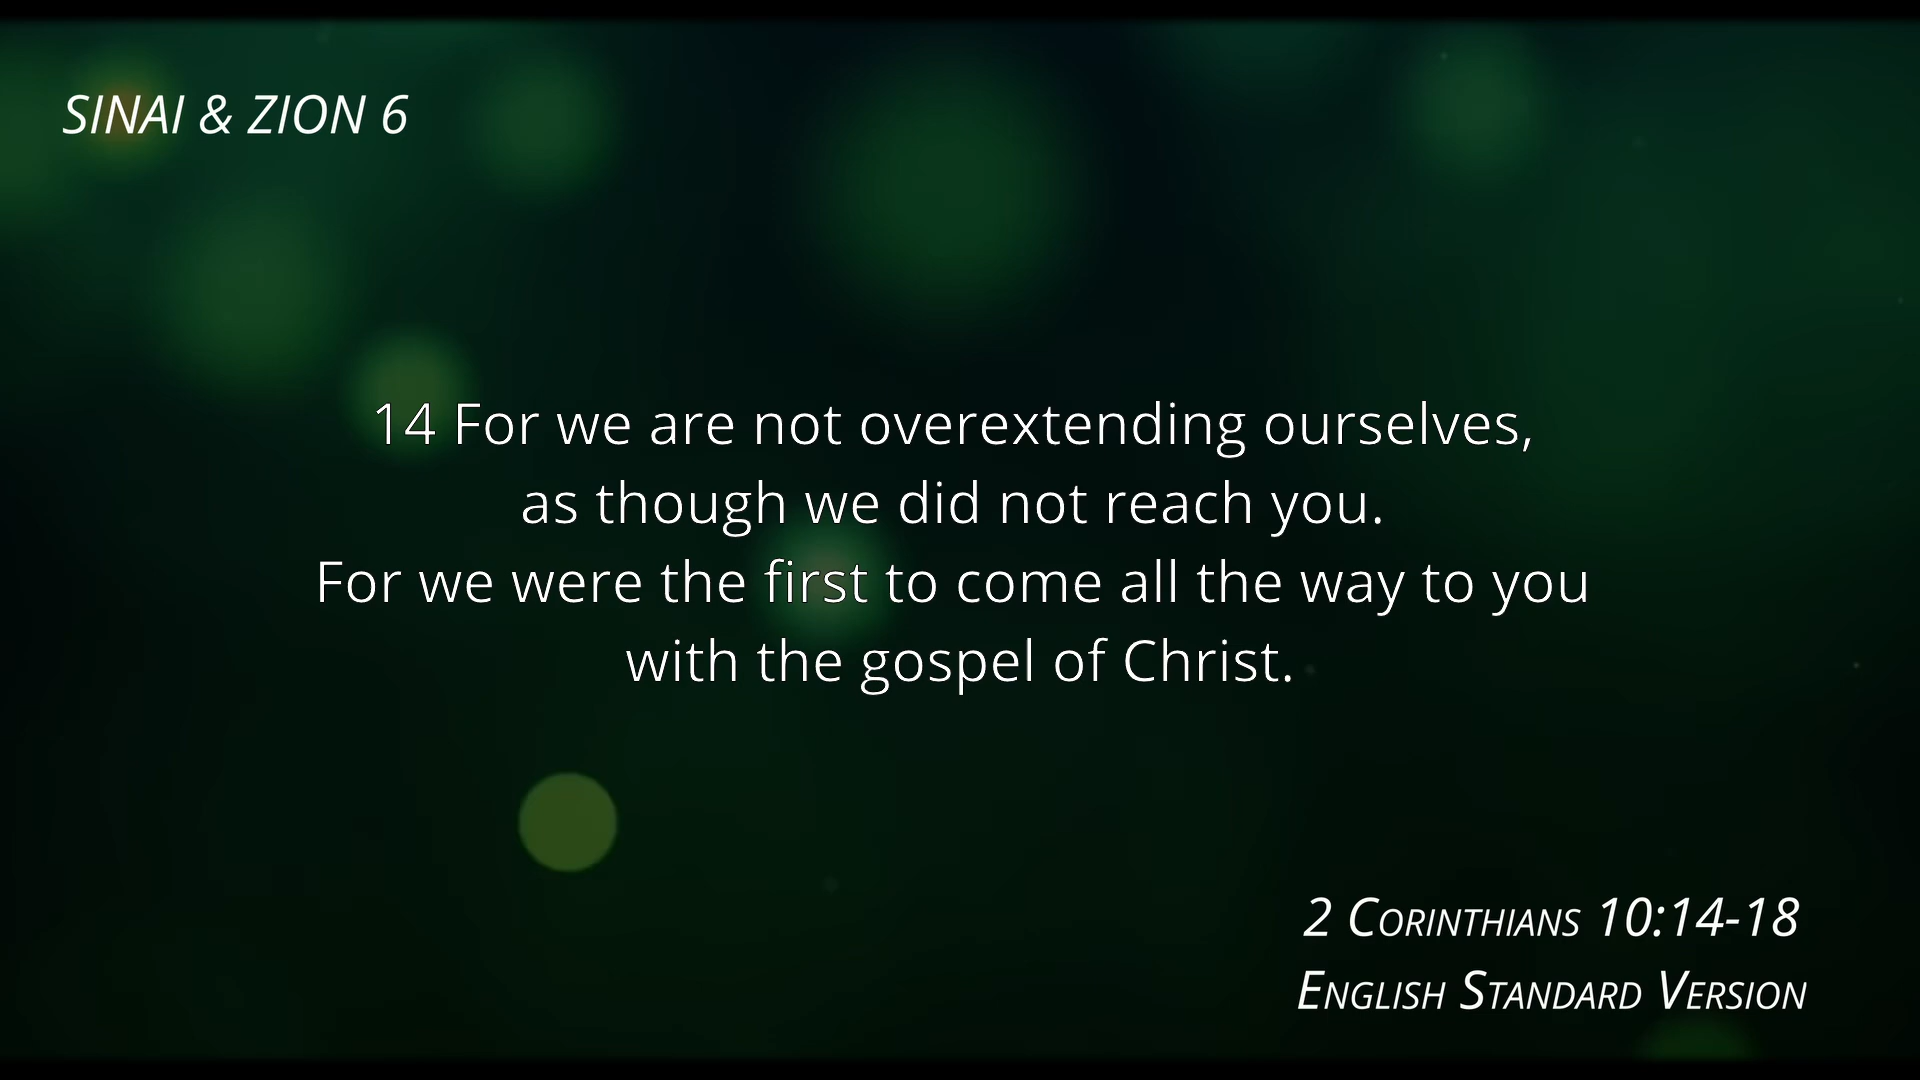 SINAI & ZION 6
14 For we are not overextending ourselves,
as though we did not reach you.
For we were the first to come all the way to you
with the gospel of Christ.
2 Corinthians 10:14-18
English Standard Version